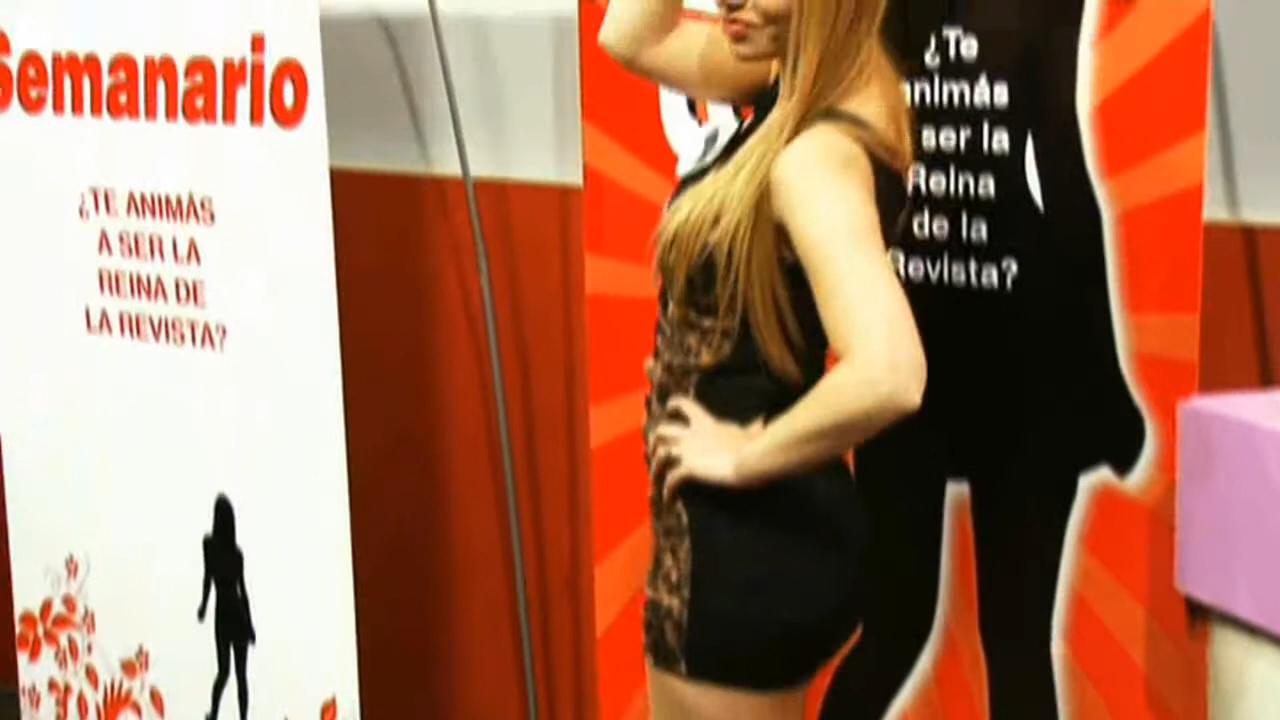 Semanario
¿TE ANIMÁS
A SER LA
REINA DE
LA REVISTA?
¿Te
animás
ser la
Reina
de la
Revista?